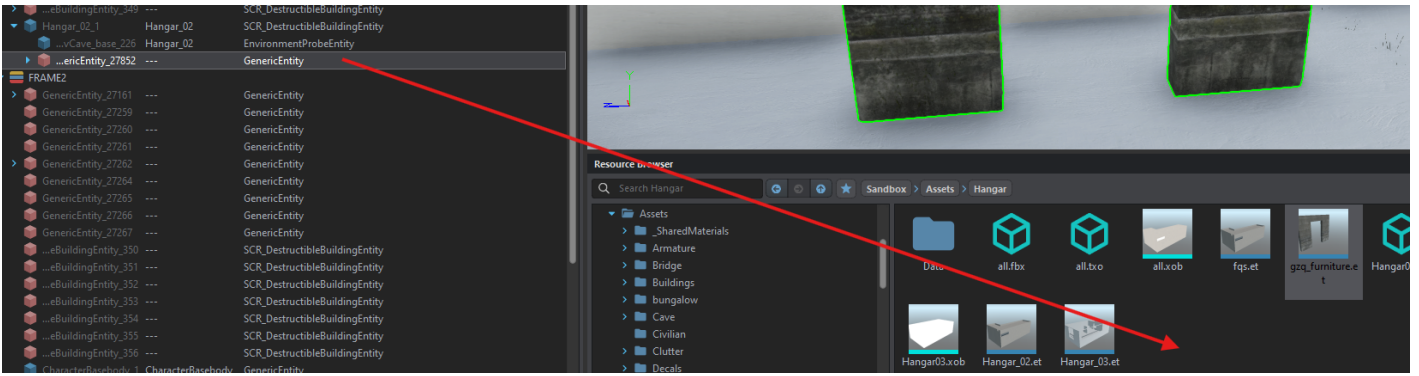 ...eBuildingEntity_349 --- SCR_DestructibleBuildingEntity
Hangar_02_1 Hangar_02 SCR_DestructibleBuildingEntity
...vCave_base_226 Hangar_02 EnvironmentProbeEntity
...ericEntity_27852 --- GenericEntity
FRAME2
GenericEntity_27161 --- GenericEntity
GenericEntity_27259 --- GenericEntity
GenericEntity_27260 --- GenericEntity
GenericEntity_27261 --- GenericEntity
GenericEntity_27262 --- GenericEntity
GenericEntity_27264 --- GenericEntity
GenericEntity_27265 --- GenericEntity
GenericEntity_27266 --- GenericEntity
GenericEntity_27267 --- GenericEntity
...eBuildingEntity_350 --- SCR_DestructibleBuildingEntity
...eBuildingEntity_351 --- SCR_DestructibleBuildingEntity
...eBuildingEntity_352 --- SCR_DestructibleBuildingEntity
...eBuildingEntity_353 --- SCR_DestructibleBuildingEntity
...eBuildingEntity_354 --- SCR_DestructibleBuildingEntity
...eBuildingEntity_355 --- SCR_DestructibleBuildingEntity
...eBuildingEntity_356 --- SCR_DestructibleBuildingEntity
CharacterBasebody_1 CharacterBasebody GenericEntity
Y
Z
Resource Browser
Search Hangar
Sandbox > Assets > Hangar
Assets
_SharedMaterials
Armature
Bridge
Buildings
bungalow
Cave
Civilian
Clutter
Decals
Data all.fbx all.txo all.xob fqs.et gzq_furniture.e Hangar0
t
Hangar03.xob Hangar_02.et Hangar_03.et